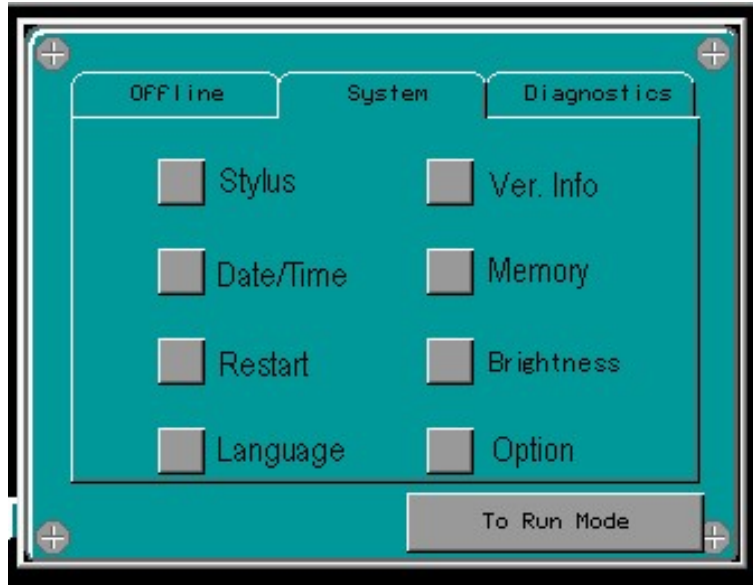 Offline System Diagnostics
Stylus Ver. Info
Date/Time Memory
Restart Brightness
Language Option
To Run Mode